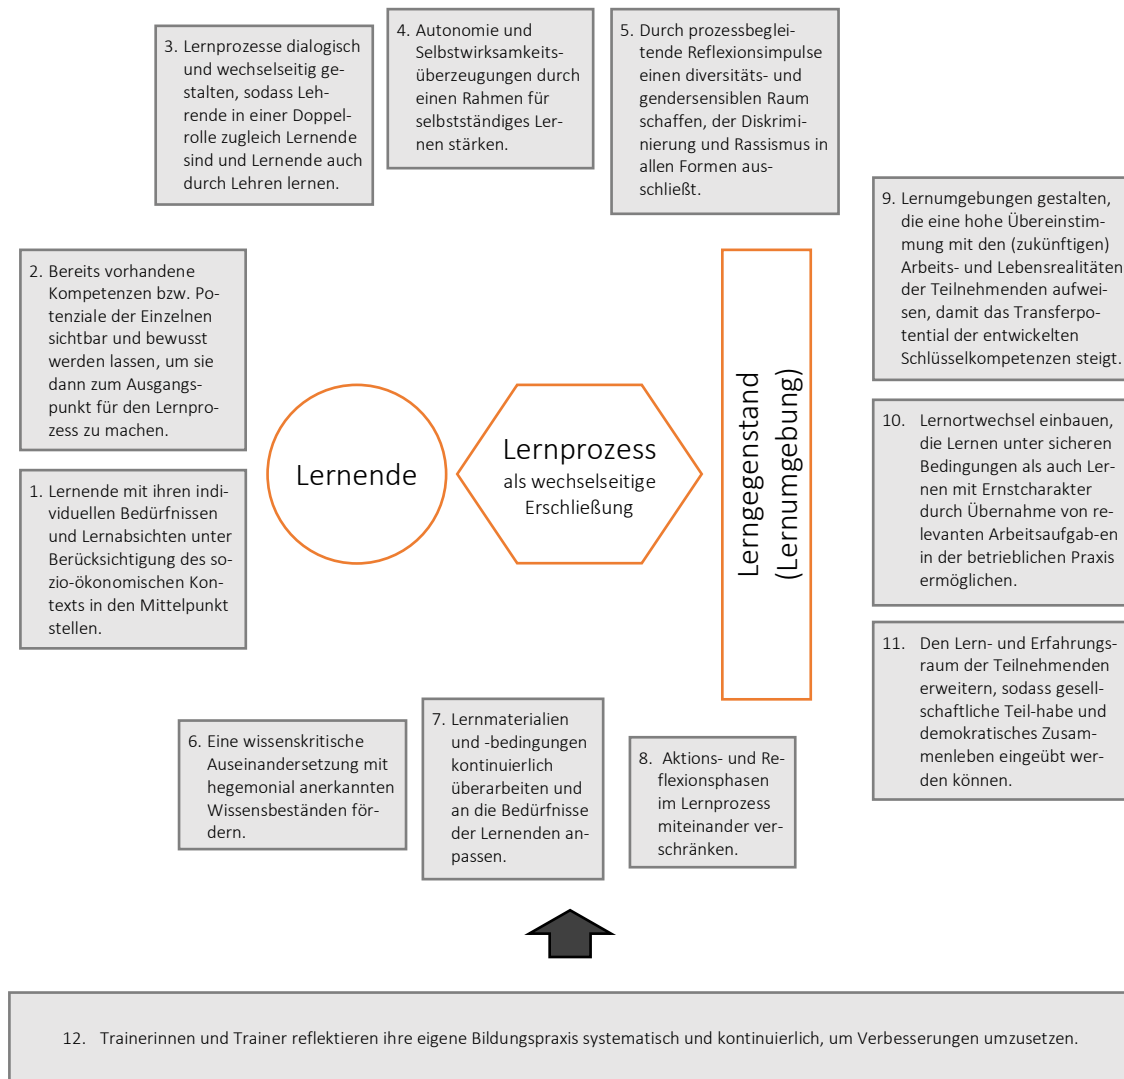 3. Lernprozesse dialogisch
und wechselseitig ge-
stalten, sodass Leh-
rende in einer Doppel-
rolle zugleich Lernende
sind und Lernende auch
durch Lehren lernen.
4. Autonomie und
Selbstwirksamkeits-
überzeugungen durch
einen Rahmen für
selbstständiges Ler-
nen stärken.
5. Durch prozessbeglei-
tende Reflexionsimpulse
einen diversitäts- und
gendersensiblen Raum
schaffen, der Diskrimi-
nierung und Rassismus in
allen Formen aus-
schließt.
9. Lernumgebungen gestalten,
die eine hohe Übereinstim-
mung mit den (zukünftigen)
Arbeits- und Lebensrealitäten
der Teilnehmenden aufwei-
sen, damit das Transferpo-
tential der entwickelten
Schlüsselkompetenzen steigt.
2. Bereits vorhandene
Kompetenzen bzw. Po-
tenziale der Einzelnen
sichtbar und bewusst
werden lassen, um sie
dann zum Ausgangs-
punkt für den Lernpro-
zess zu machen.
Lernende
Lernprozess
als wechselseitige
Erschließung
Lerngegenstand
(Lernumgebung)
10. Lernortwechsel einbauen,
die Lernen unter sicheren
Bedingungen als auch Ler-
nen mit Ernstcharakter
durch Übernahme von re-
levanten Arbeitsaufgab-en
in der betrieblichen Praxis
ermöglichen.
1. Lernende mit ihren indi-
viduellen Bedürfnissen
und Lernabsichten unter
Berücksichtigung des so-
zio-ökonomischen Kon-
texts in den Mittelpunkt
stellen.
11. Den Lern- und Erfahrungs-
raum der Teilnehmenden
erweitern, sodass gesell-
schaftliche Teil-habe und
demokratisches Zusam-
menleben eingeübt wer-
den können.
6. Eine wissenskritische
Auseinandersetzung mit
hegemonial anerkannten
Wissensbeständen för-
dern.
7. Lernmaterialien
und -bedingungen
kontinuierlich
überarbeiten und
an die Bedürfnisse
der Lernenden an-
passen.
8. Aktions- und Re-
flexionsphasen
im Lernprozess
miteinander ver-
schränken.
12. Trainerinnen und Trainer reflektieren ihre eigene Bildungspraxis systematisch und kontinuierlich, um Verbesserungen umzusetzen.